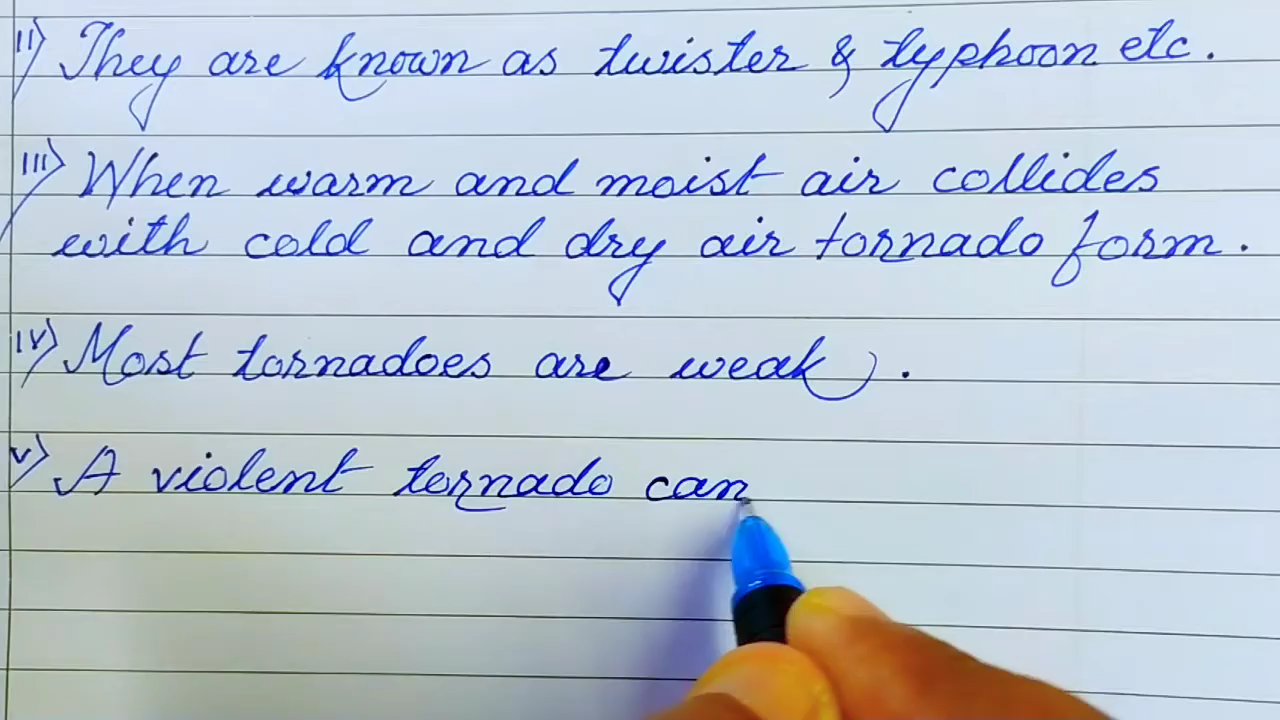 II) They are known as twister & typhoon etc.
III) When warm and moist air collides
with cold and dry air tornado form.
IV) Most tornadoes are weak.
V) A violent tornado can